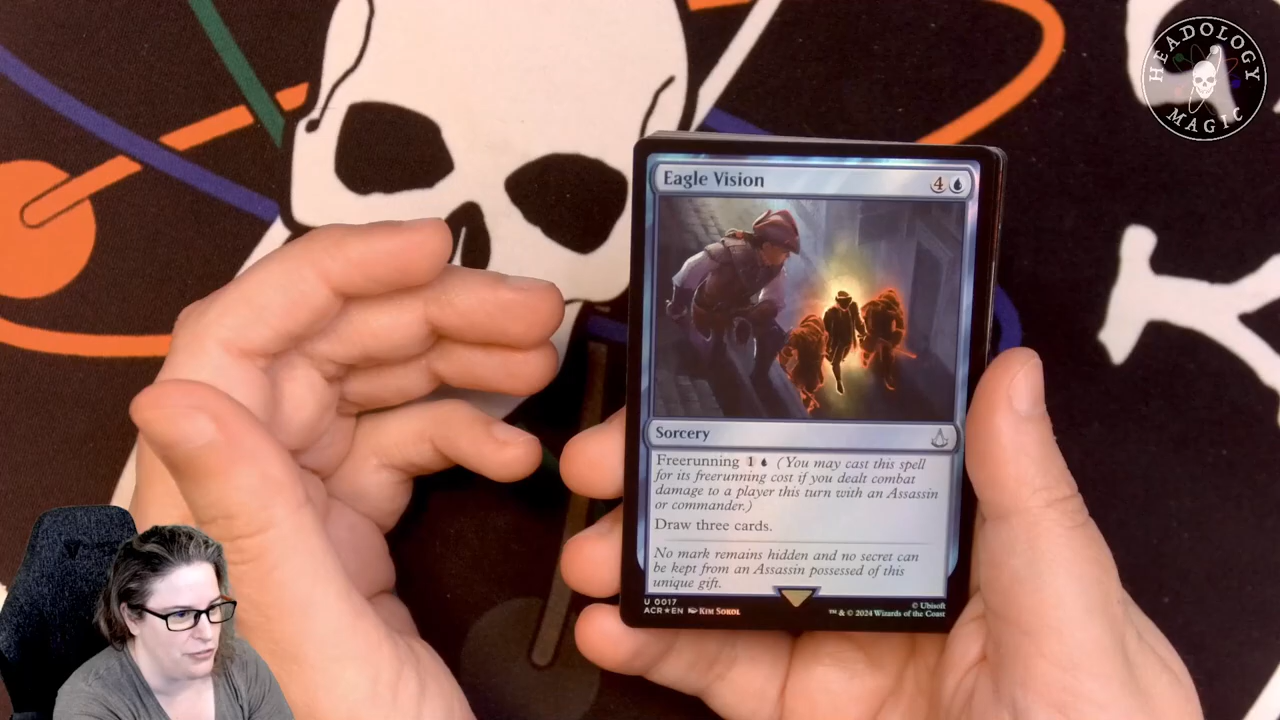 HEADOLOGY
MAGIC
Eagle Vision 4
Sorcery
Freerunning 1 (You may cast this spell
for its freerunning cost if you dealt combat
damage to a player this turn with an Assassin
or commander.)
Draw three cards.
No mark remains hidden and no secret can
be kept from an Assassin possessed of this
unique gift.
U 0017
ACR★EN KIM SOKOL
© Ubisoft
™ & © 2024 Wizards of the Coast